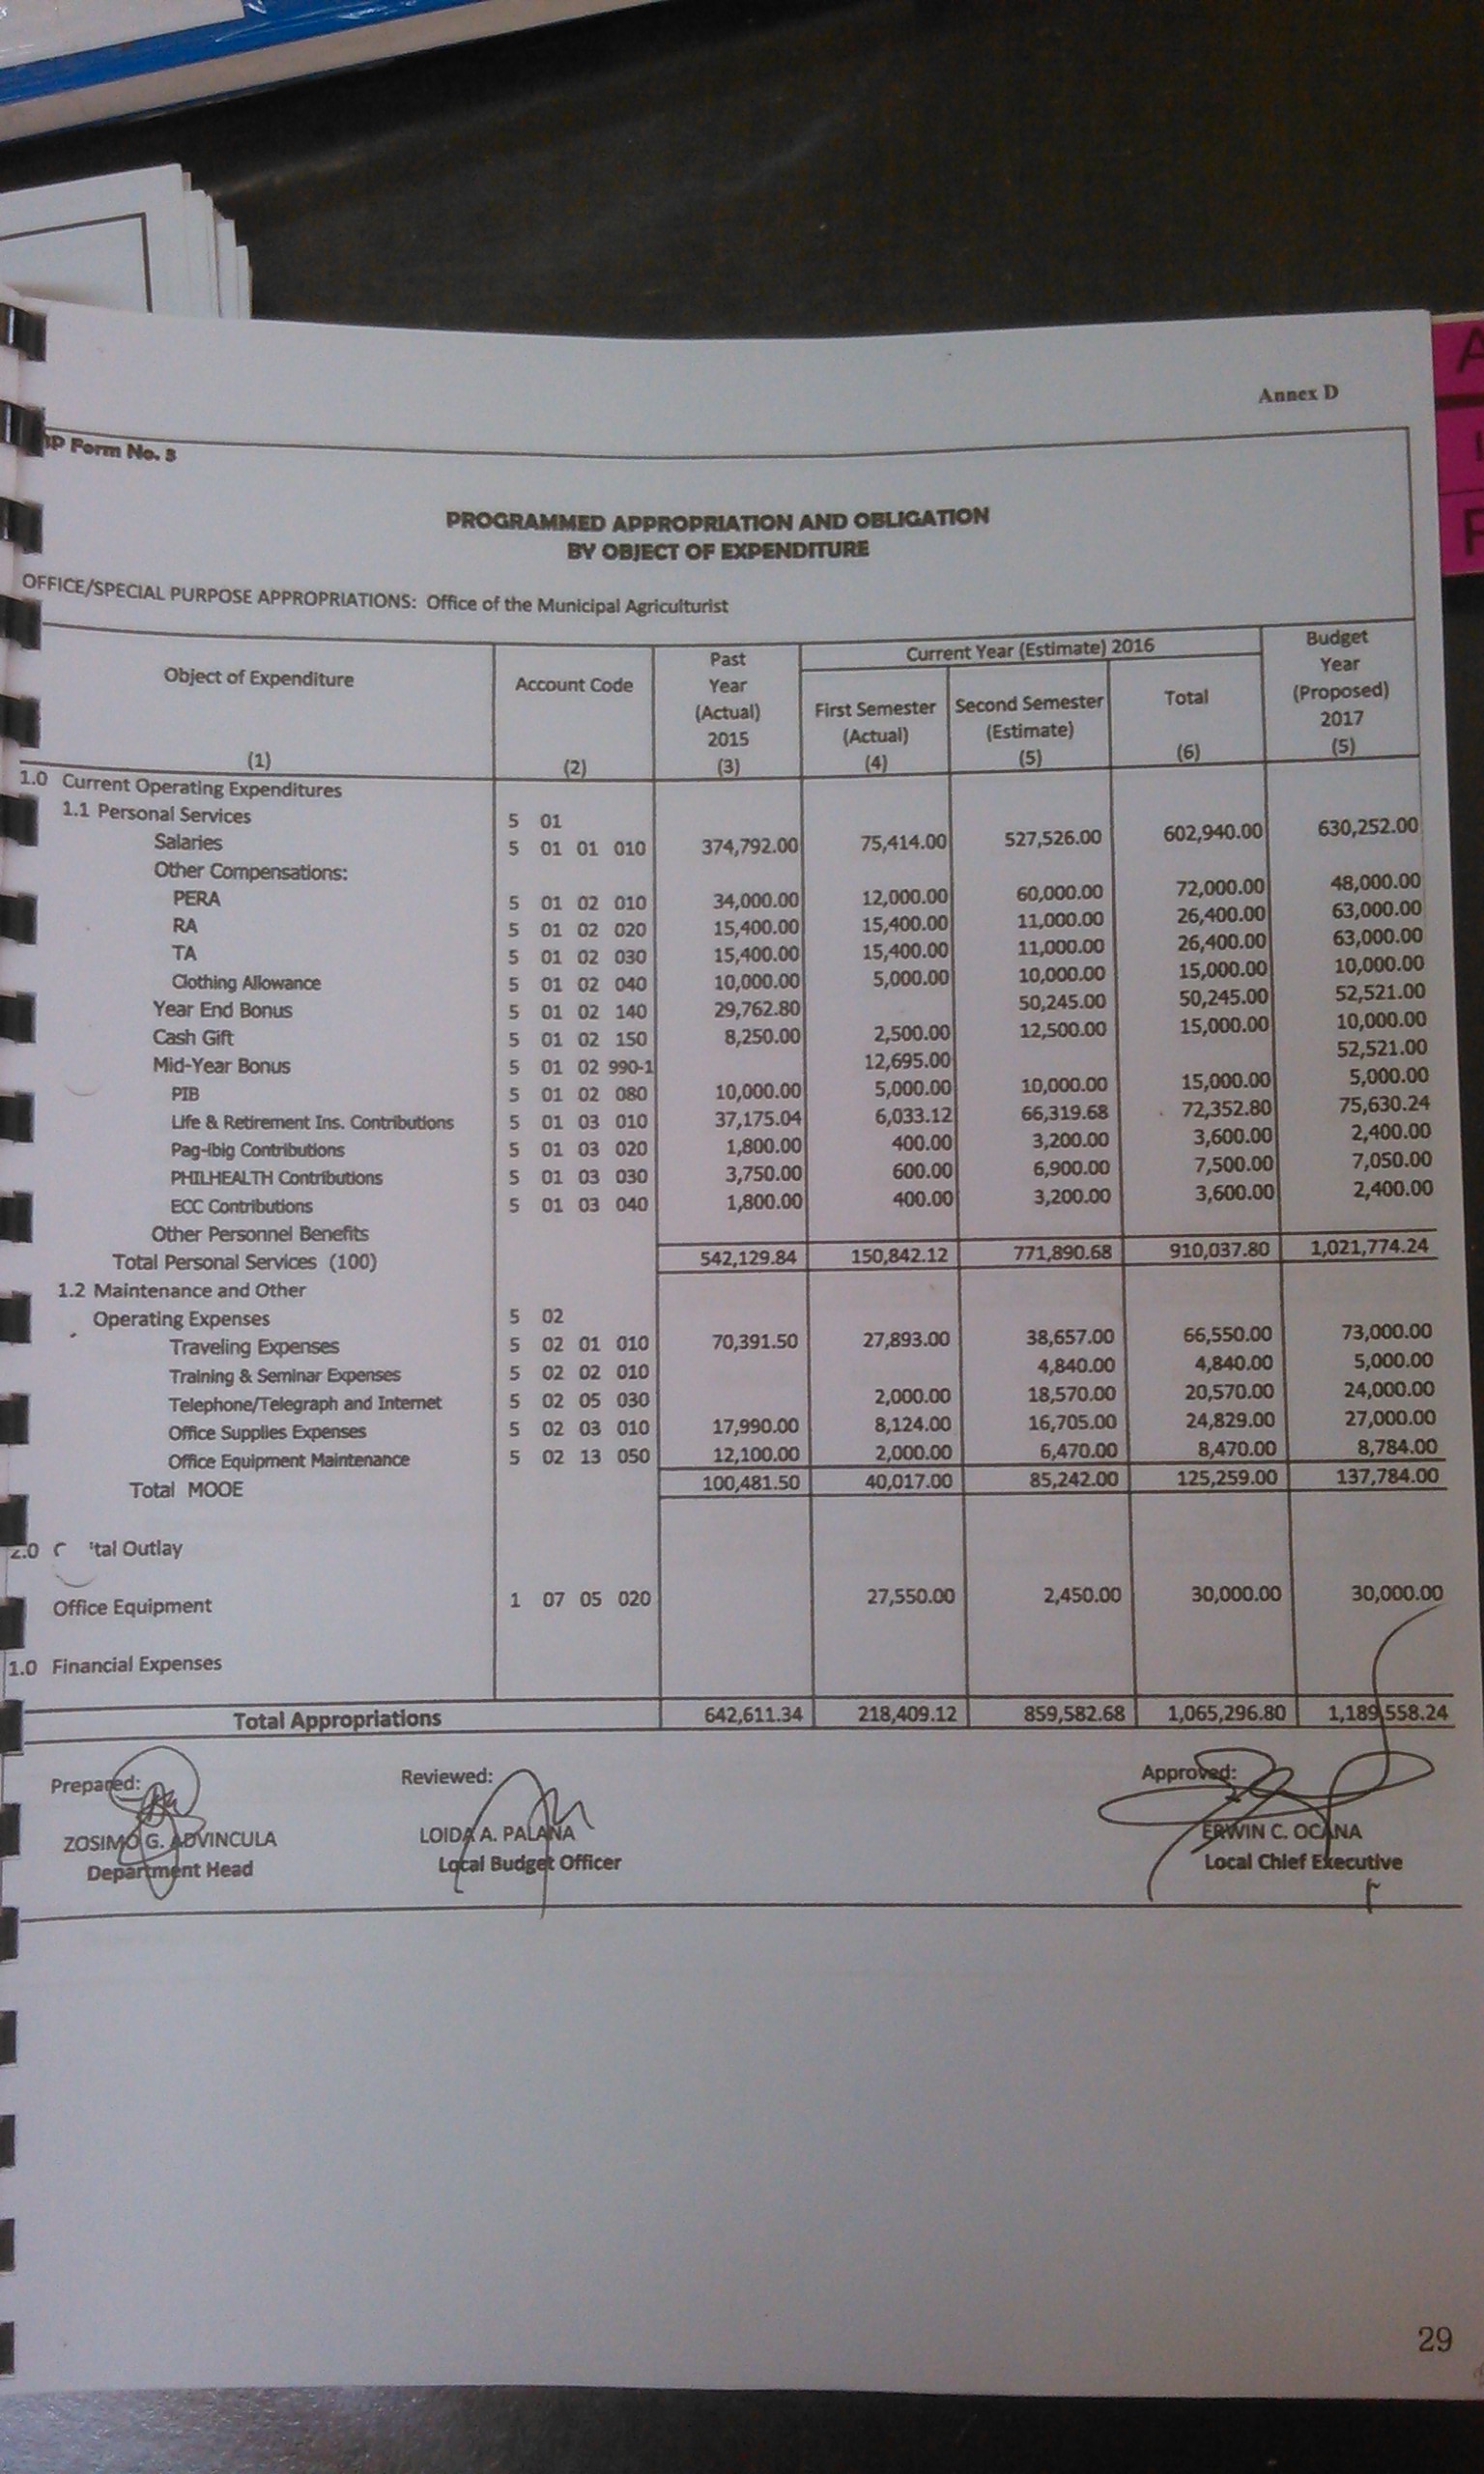 Annex D
Form No. 3
PROGRAMMED APPROPRIATION AND OBLIGATION
BY OBJECT OF EXPENDITURE
OFFICE/SPECIAL PURPOSE APPROPRIATIONS: Office of the Municipal Agriculturist
Object of Expenditure (1) Account Code (2) Past Year (Actual) 2015 (3) Current Year (Estimate) 2016 First Semester (Actual) (4) Second Semester (Estimate) (5) Total (6) Budget Year (Proposed) 2017 (5)
1.0 Current Operating Expenditures
1.1 Personal Services 5 01
Salaries 5 01 01 010 374,792.00 75,414.00 527,526.00 602,940.00 630,252.00
Other Compensations:
PERA 5 01 02 010 34,000.00 12,000.00 60,000.00 72,000.00 48,000.00
RA 5 01 02 020 15,400.00 15,400.00 11,000.00 26,400.00 63,000.00
TA 5 01 02 030 15,400.00 15,400.00 11,000.00 26,400.00 63,000.00
Clothing Allowance 5 01 02 040 10,000.00 5,000.00 10,000.00 15,000.00 10,000.00
Year End Bonus 5 01 02 140 29,762.80 50,245.00 50,245.00 52,521.00
Cash Gift 5 01 02 150 8,250.00 2,500.00 12,500.00 15,000.00 10,000.00
Mid-Year Bonus 5 01 02 990-1 12,695.00 52,521.00
PIB 5 01 02 080 10,000.00 5,000.00 10,000.00 15,000.00 5,000.00
Life & Retirement Ins. Contributions 5 01 03 010 37,175.04 6,033.12 66,319.68 72,352.80 75,630.24
Pag-ibig Contributions 5 01 03 020 1,800.00 400.00 3,200.00 3,600.00 2,400.00
PHILHEALTH Contributions 5 01 03 030 3,750.00 600.00 6,900.00 7,500.00 7,050.00
ECC Contributions 5 01 03 040 1,800.00 400.00 3,200.00 3,600.00 2,400.00
Other Personnel Benefits
Total Personal Services (100) 542,129.84 150,842.12 771,890.68 910,037.80 1,021,774.24
1.2 Maintenance and Other
Operating Expenses 5 02
Traveling Expenses 5 02 01 010 70,391.50 27,893.00 38,657.00 66,550.00 73,000.00
Training & Seminar Expenses 5 02 02 010 4,840.00 4,840.00 5,000.00
Telephone/Telegraph and Internet 5 02 05 030 2,000.00 18,570.00 20,570.00 24,000.00
Office Supplies Expenses 5 02 03 010 17,990.00 8,124.00 16,705.00 24,829.00 27,000.00
Office Equipment Maintenance 5 02 13 050 12,100.00 2,000.00 6,470.00 8,470.00 8,784.00
Total MOOE 100,481.50 40,017.00 85,242.00 125,259.00 137,784.00
2.0 C tal Outlay
Office Equipment 1 07 05 020 27,550.00 2,450.00 30,000.00 30,000.00
1.0 Financial Expenses
Total Appropriations 642,611.34 218,409.12 859,582.68 1,065,296.80 1,189,558.24
Prepared: Reviewed: Approved:
ZOSIMO G. ADVINCULA LOIDA A. PALAÑA ERWIN C. OCANA
Department Head Local Budget Officer Local Chief Executive
29